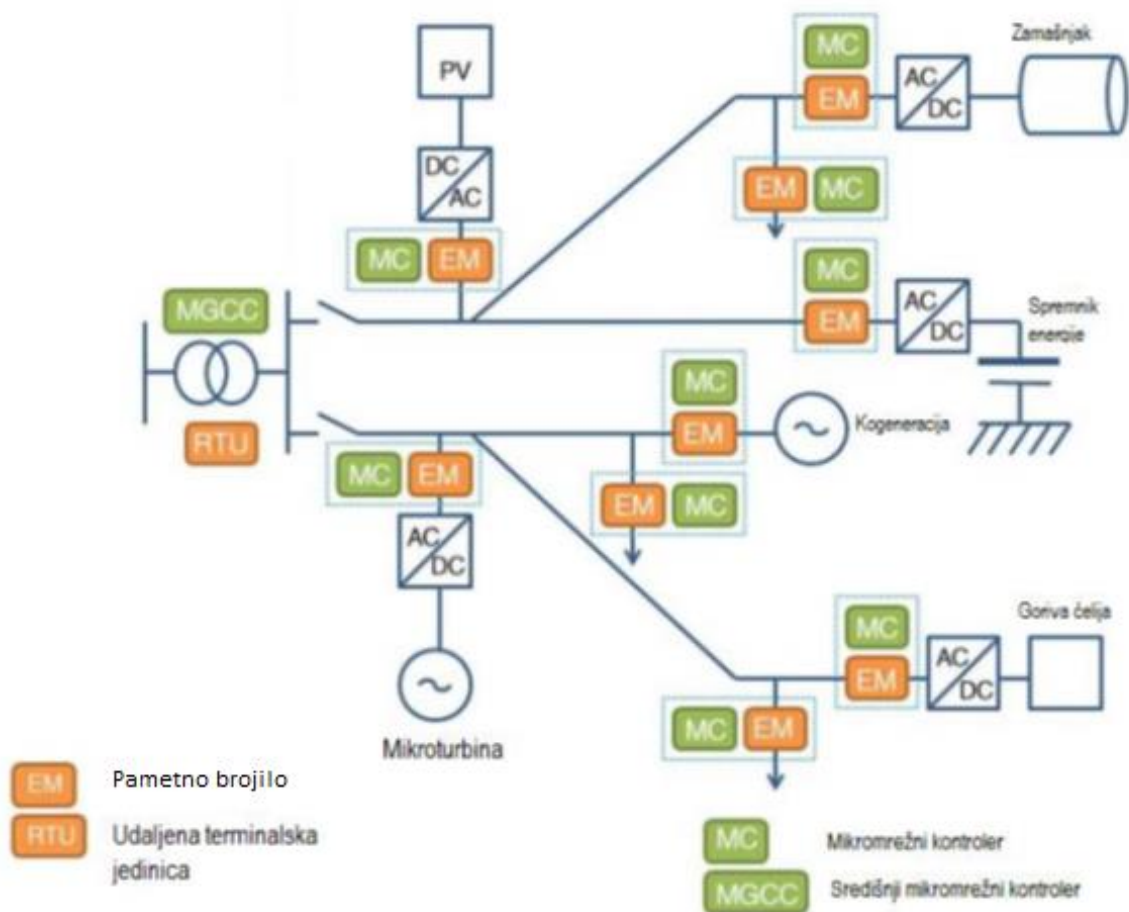 MC
Zamašnjak
PV
EM
AC
DC
DC
AC
EM MC
MC EM
MC
MGCC
EM
AC
DC
Spremnik
energije
MC
RTU
EM
Kogeneracija
MC EM
EM MC
AC
DC
MC
Goriva ćelija
EM
AC
DC
MC EM
Mikroturbina
EM Pametno brojilo
RTU Udaljena terminalska
jedinica
MC Mikromrežni kontroler
MGCC Središnji mikromrežni kontroler